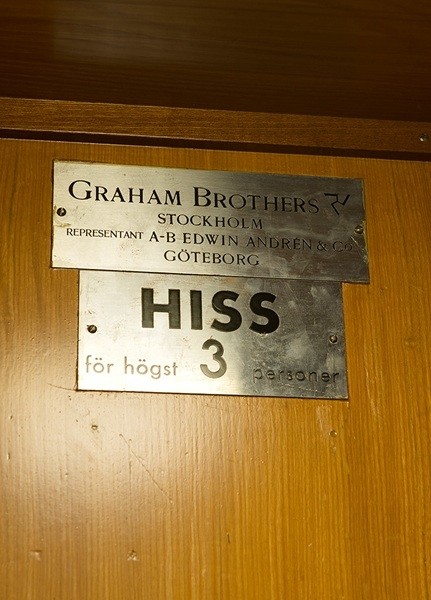 GRAHAM BROTHERS
STOCKHOLM
REPRESENTANT A-B EDWIN ANDRÉN & Co.
GÖTEBORG
HISS
för högst 3 personer